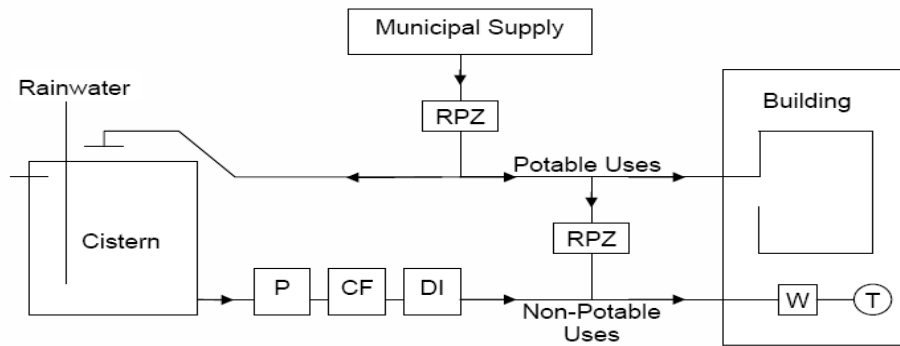 Municipal Supply
Rainwater
RPZ
Building
Potable Uses
Cistern
RPZ
P
CF
DI
Non-Potable
Uses
W
T